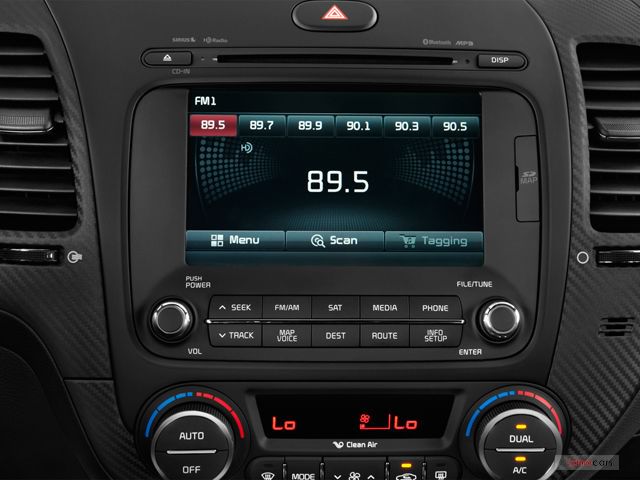 SIRIUS HD Radio Bluetooth MP3
CD-IN DISP
FM1
89.5 89.7 89.9 90.1 90.3 90.5
HD
89.5
SD MAP
Menu Scan Tagging
PUSH POWER FILE/TUNE
SEEK FM/AM SAT MEDIA PHONE
TRACK MAP VOICE DEST ROUTE INFO SETUP
VOL ENTER
Lo Lo
Clean Air
AUTO DUAL
OFF A/C
MODE